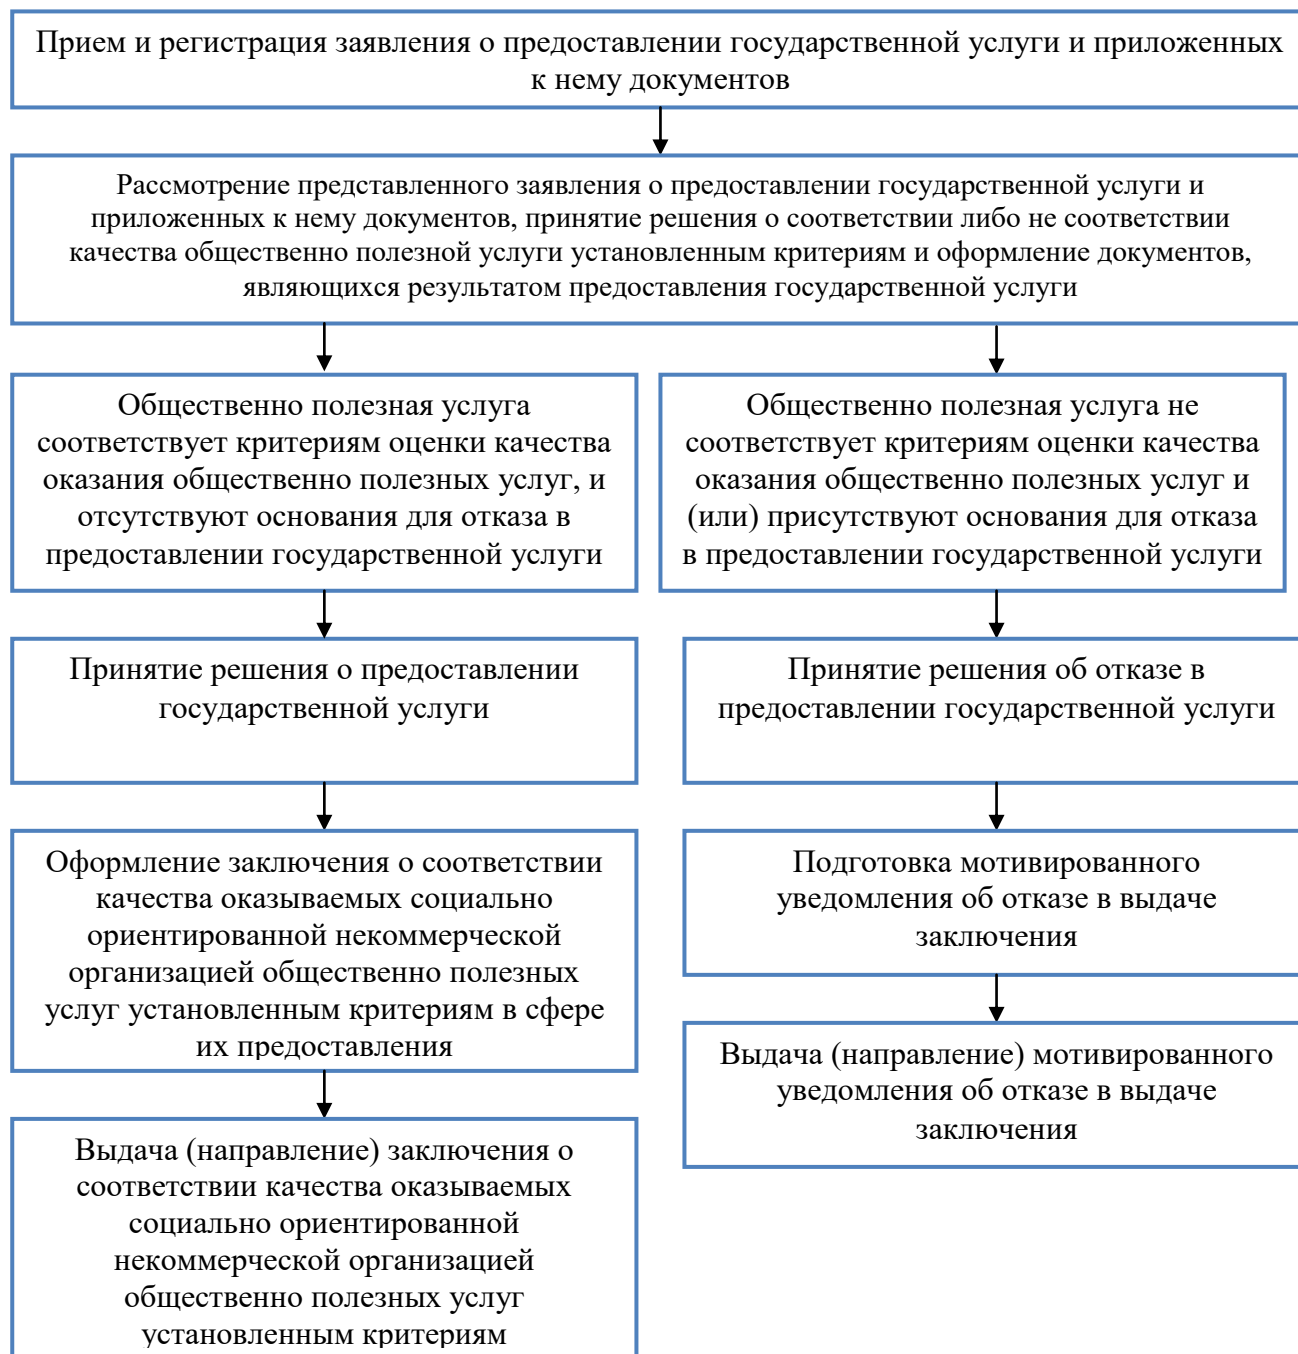 Прием и регистрация заявления о предоставлении государственной услуги и приложенных
к нему документов
Рассмотрение представленного заявления о предоставлении государственной услуги и
приложенных к нему документов, принятие решения о соответствии либо не соответствии
качества общественно полезной услуги установленным критериям и оформление документов,
являющихся результатом предоставления государственной услуги
Общественно полезная услуга
соответствует критериям оценки качества
оказания общественно полезных услуг, и
отсутствуют основания для отказа в
предоставлении государственной услуги
Общественно полезная услуга не
соответствует критериям оценки качества
оказания общественно полезных услуг и
(или) присутствуют основания для отказа
в предоставлении государственной услуги
Принятие решения о предоставлении
государственной услуги
Принятие решения об отказе в
предоставлении государственной услуги
Оформление заключения о соответствии
качества оказываемых социально
ориентированной некоммерческой
организацией общественно полезных
услуг установленным критериям в сфере
их предоставления
Подготовка мотивированного
уведомления об отказе в выдаче
заключения
Выдача (направление) мотивированного
уведомления об отказе в выдаче
заключения
Выдача (направление) заключения о
соответствии качества оказываемых
социально ориентированной
некоммерческой организацией
общественно полезных услуг
установленным критериям